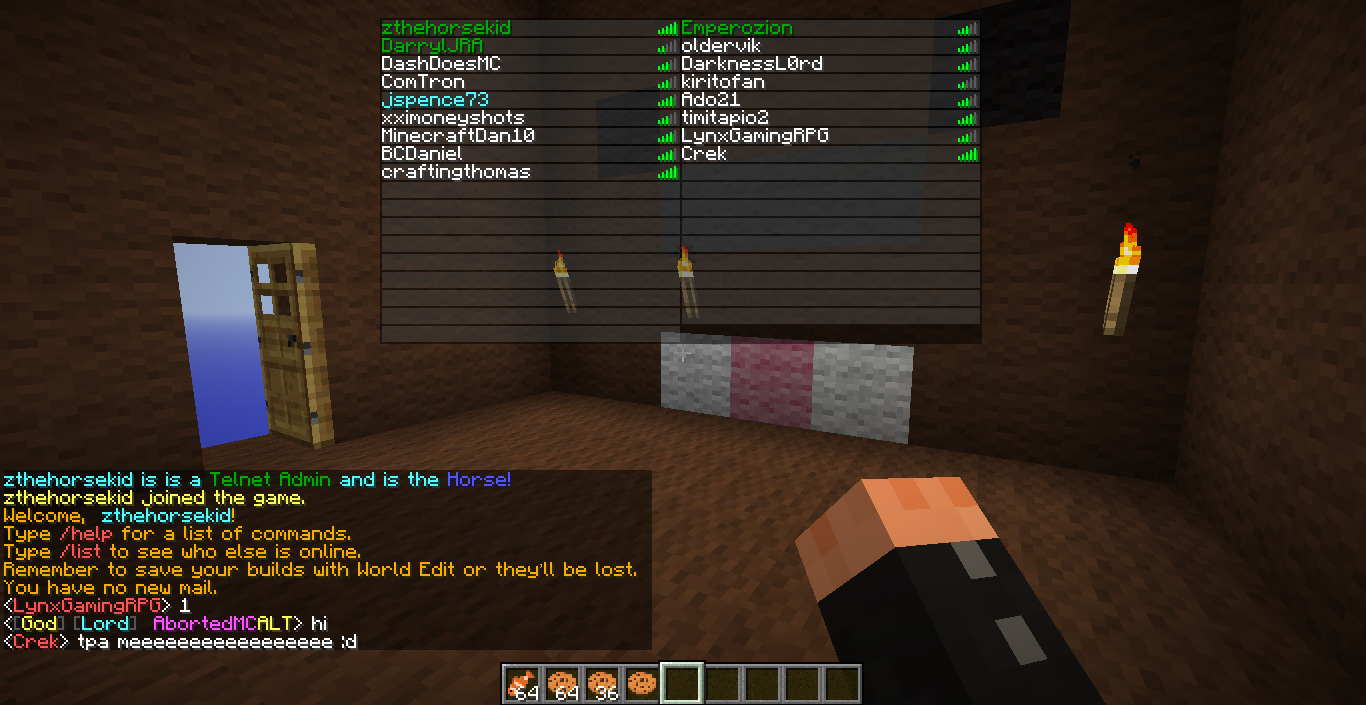 zthehorsekid Emperozion
DarrylJRA oldervik
DashDoesMC DarknessL0rd
ComTron kiritofan
jspence73 Ado21
xximoneyshots timitapio2
MinecraftDan10 LynxGamingRPG
BCDaniel Crek
craftingthomas
zthehorsekid is is a Telnet Admin and is the Horse!
zthehorsekid joined the game.
Welcome, zthehorsekid!
Type /help for a list of commands.
Type /list to see who else is online.
Remember to save your builds with World Edit or they'll be lost.
You have no new mail.
<LynxGamingRPG> 1
<[God] [Lord] AbortedMCALT> hi
<Crek> tpa meeeeeeeeeeeeeeeeee :d
64 64 36